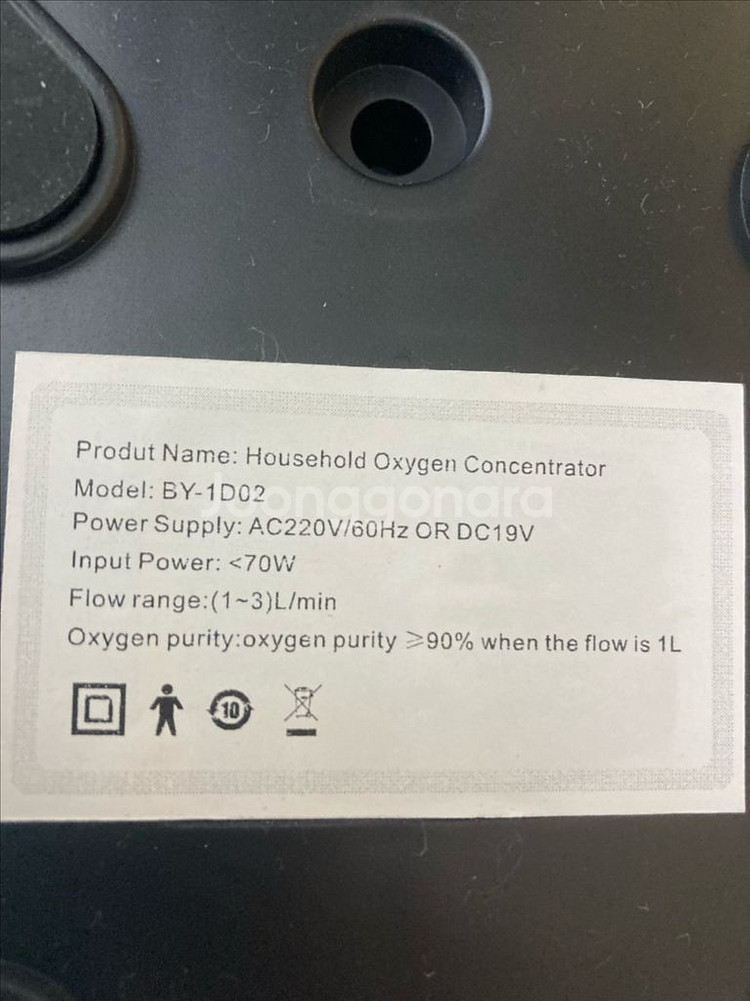 Produt Name: Household Oxygen Concentrator
Model: BY-1D02
Joonggonara
Power Supply: AC220V/60Hz OR DC19V
Input Power: <70W
Flow range:(1~3)L/min
Oxygen purity:oxygen purity ⩾90% when the flow is 1L
10